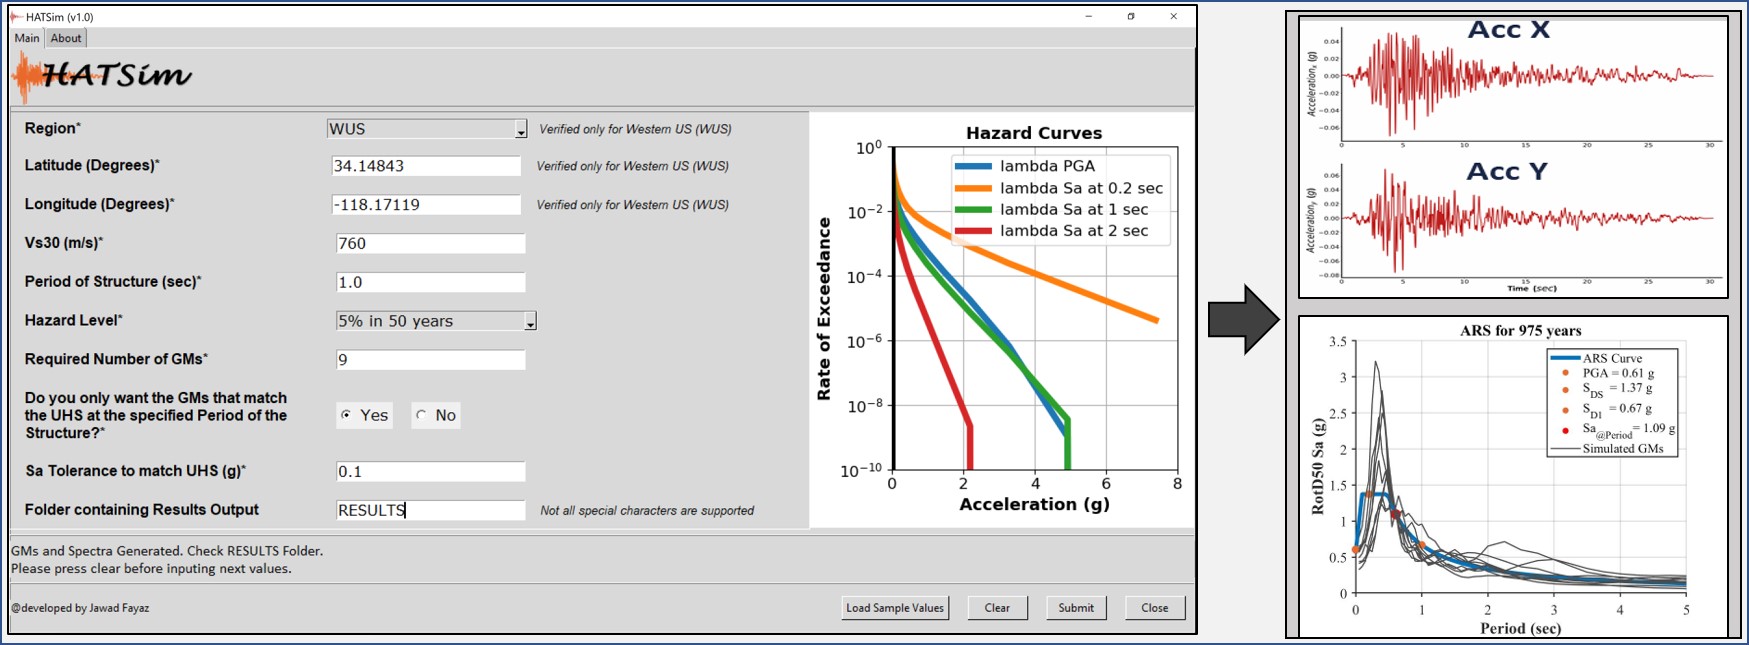 HATSim (v1.0)
Main About
HATSim
Region* WUS Verified only for Western US (WUS)
Latitude (Degrees)* 34.14843 Verified only for Western US (WUS)
Longitude (Degrees)* -118.17119 Verified only for Western US (WUS)
Vs30 (m/s)* 760
Period of Structure (sec)* 1.0
Hazard Level* 5% in 50 years
Required Number of GMs* 9
Do you only want the GMs that match
the UHS at the specified Period of the
Structure?*
Yes No
Sa Tolerance to match UHS (g)* 0.1
Folder containing Results Output RESULTS Not all special characters are supported
GMs and Spectra Generated. Check RESULTS Folder.
Please press clear before inputing next values.
@developed by Jawad Fayaz
Load Sample Values Clear Submit Close
Hazard Curves
lambda PGA
lambda Sa at 0.2 sec
lambda Sa at 1 sec
lambda Sa at 2 sec
Rate of Exceedance
10^0
10^-2
10^-4
10^-6
10^-8
10^-10
0 2 4 6 8
Acceleration (g)
Acc X
Accelerationx (g)
0.04
0.02
0.00
-0.02
-0.04
-0.06
0 5 10 15 20 25 30
Acc Y
Accelerationy (g)
0.06
0.04
0.02
0.00
-0.02
-0.04
-0.06
-0.08
0 5 10 15 20 25 30
Time (sec)
ARS for 975 years
ARS Curve
PGA = 0.61 g
SDS = 1.37 g
SD1 = 0.67 g
Sa@Period = 1.09 g
Simulated GMs
RotD50 Sa (g)
3.5
3
2.5
2
1.5
1
0.5
0
0 1 2 3 4 5
Period (sec)